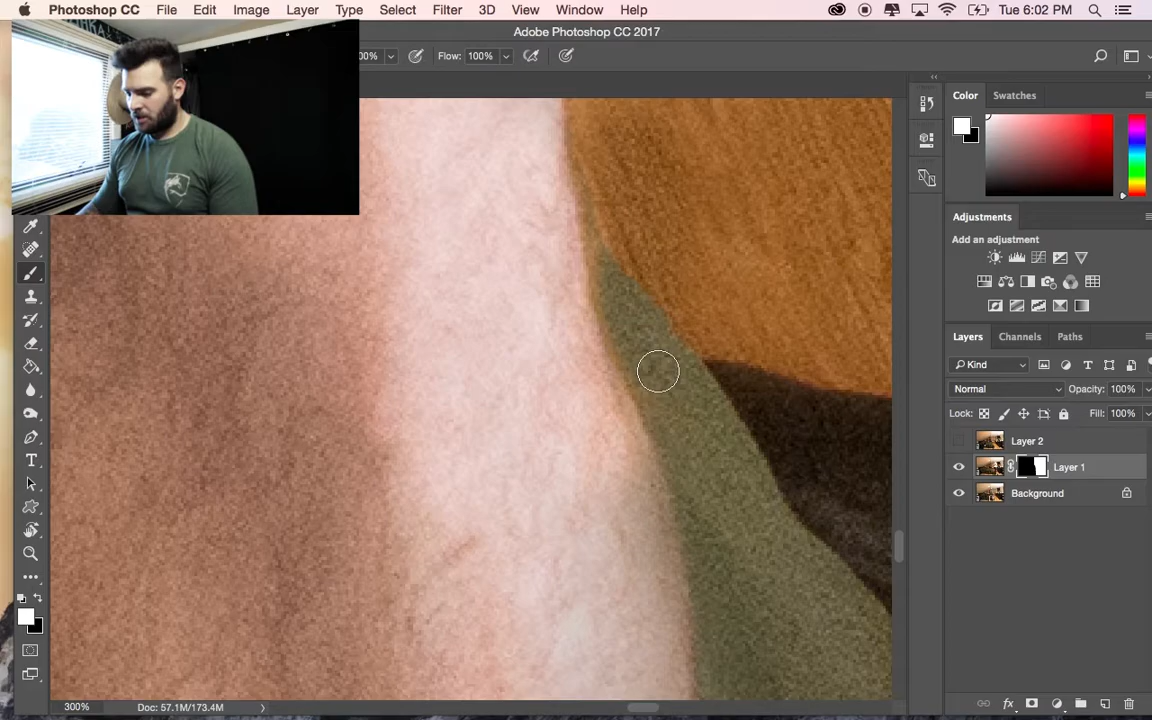 Photoshop CC File Edit Image Layer Type Select Filter 3D View Window Help Tue 6:02 PM
Adobe Photoshop CC 2017
00% Flow: 100%
Color Swatches
Adjustments
Add an adjustment
Layers Channels Paths
Kind
Normal Opacity: 100%
Lock: Fill: 100%
Layer 2
Layer 1
Background
300% Doc: 57.1M/173.4M